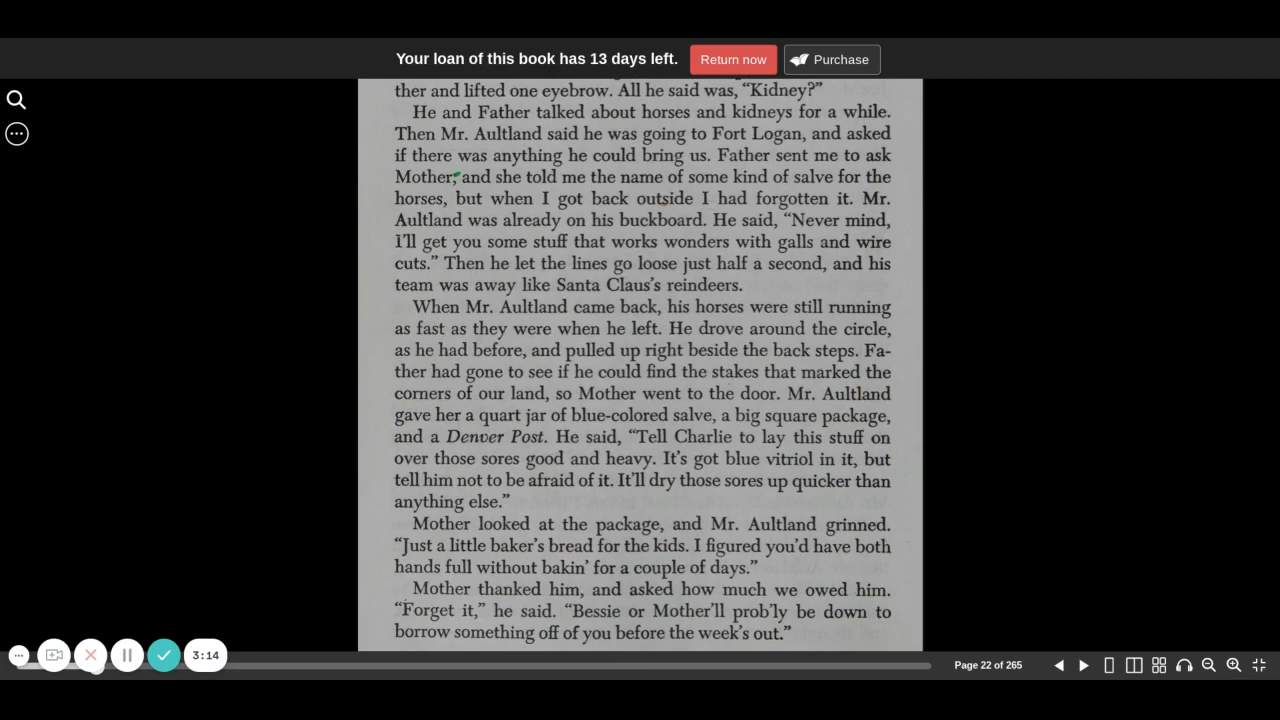 Your loan of this book has 13 days left. Return now Purchase
ther and lifted one eyebrow. All he said was, “Kidney?”
He and Father talked about horses and kidneys for a while.
Then Mr. Aultland said he was going to Fort Logan, and asked
if there was anything he could bring us. Father sent me to ask
Mother, and she told me the name of some kind of salve for the
horses, but when I got back outside I had forgotten it. Mr.
Aultland was already on his buckboard. He said, “Never mind,
I’ll get you some stuff that works wonders with galls and wire
cuts.” Then he let the lines go loose just half a second, and his
team was away like Santa Claus’s reindeers.
When Mr. Aultland came back, his horses were still running
as fast as they were when he left. He drove around the circle,
as he had before, and pulled up right beside the back steps. Fa-
ther had gone to see if he could find the stakes that marked the
corners of our land, so Mother went to the door. Mr. Aultland
gave her a quart jar of blue-colored salve, a big square package,
and a Denver Post. He said, “Tell Charlie to lay this stuff on
over those sores good and heavy. It’s got blue vitriol in it, but
tell him not to be afraid of it. It’ll dry those sores up quicker than
anything else.”
Mother looked at the package, and Mr. Aultland grinned.
“Just a little baker’s bread for the kids. I figured you’d have both
hands full without bakin’ for a couple of days.”
Mother thanked him, and asked how much we owed him.
“Forget it,” he said. “Bessie or Mother’ll prob’ly be down to
borrow something off of you before the week’s out.”
3:14
Page 22 of 265